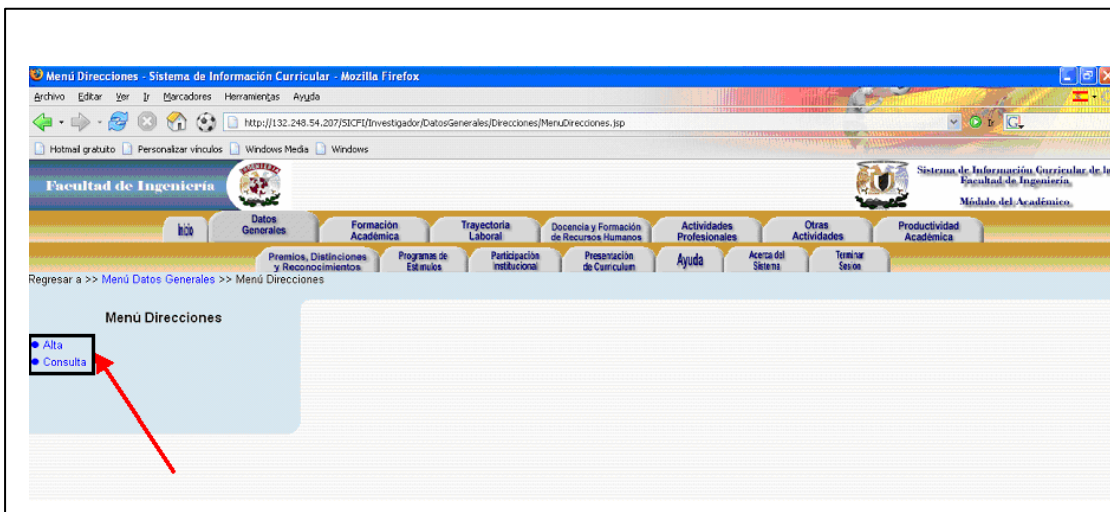 Menú Direcciones - Sistema de Información Curricular - Mozilla Firefox
Archivo Editar Ver Ir Marcadores Herramientas Ayuda
http://132.248.54.207/SICFI/Investigador/DatosGenerales/Direcciones/MenuDirecciones.jsp
Ir
G
Hotmail gratuito Personalizar vínculos Windows Media Windows
Facultad de Ingeniería
Sistema de Información Curricular de
Facultad de Ingeniería
Módulo del Académico
Inicio
Datos
Generales
Formación
Académica
Trayectoria
Laboral
Docencia y Formación
de Recursos Humanos
Actividades
Profesionales
Otras
Actividades
Productividad
Académica
Premios, Distinciones
y Reconocimientos
Programas de
Estimulos
Participación
Institucional
Presentación
de Curriculum
Ayuda
Acerca del
Sistema
Terminar
Sesión
Regresar a >> Menú Datos Generales >> Menú Direcciones
Menú Direcciones
Alta
Consulta